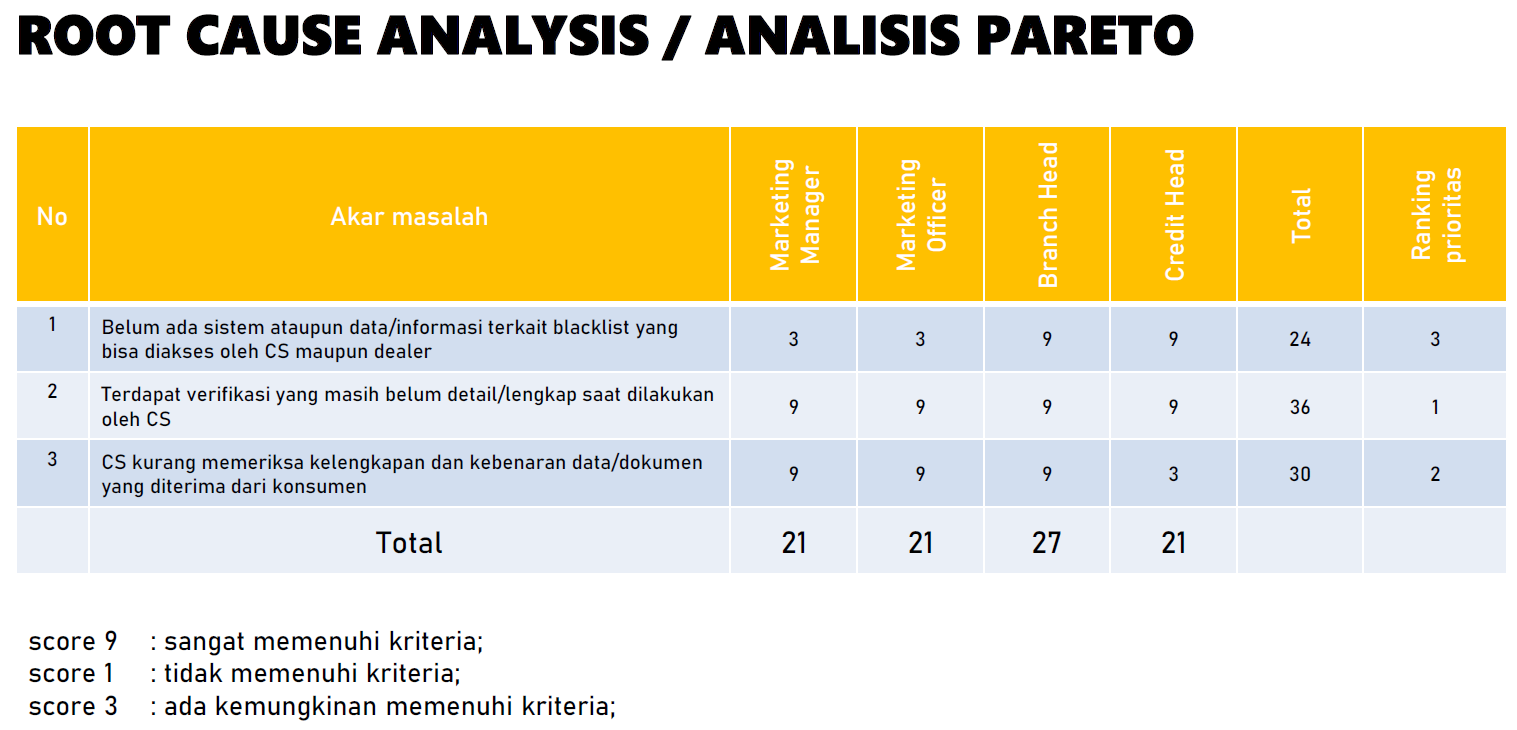 ROOT CAUSE ANALYSIS / ANALISIS PARETO
No
Akar masalah
Marketing
Manager
Marketing
Officer
Branch Head
Credit Head
Total
Ranking
prioritas
1
Belum ada sistem ataupun data/informasi terkait blacklist yang
bisa diakses oleh CS maupun dealer
3
3
9
9
24
3
2
Terdapat verifikasi yang masih belum detail/lengkap saat dilakukan
oleh CS
9
9
9
9
36
1
3
CS kurang memeriksa kelengkapan dan kebenaran data/dokumen
yang diterima dari konsumen
9
9
9
3
30
2
Total
21
21
27
21
score 9 : sangat memenuhi kriteria;
score 1 : tidak memenuhi kriteria;
score 3 : ada kemungkinan memenuhi kriteria;